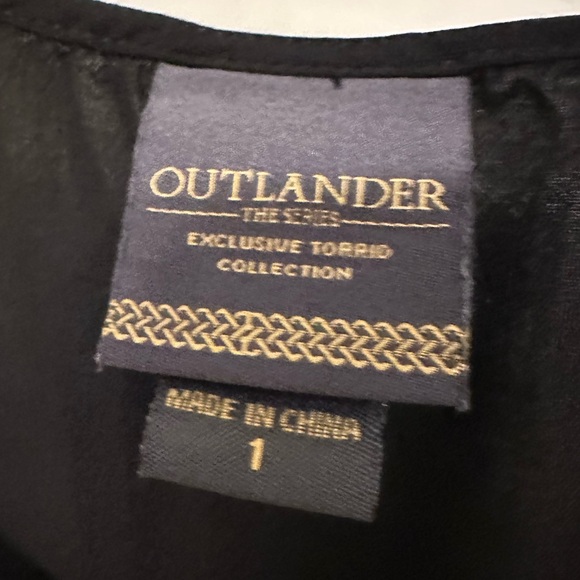 OUTLANDER
THE SERIES
EXCLUSIVE TORRID
COLLECTION
MADE IN CHINA
1